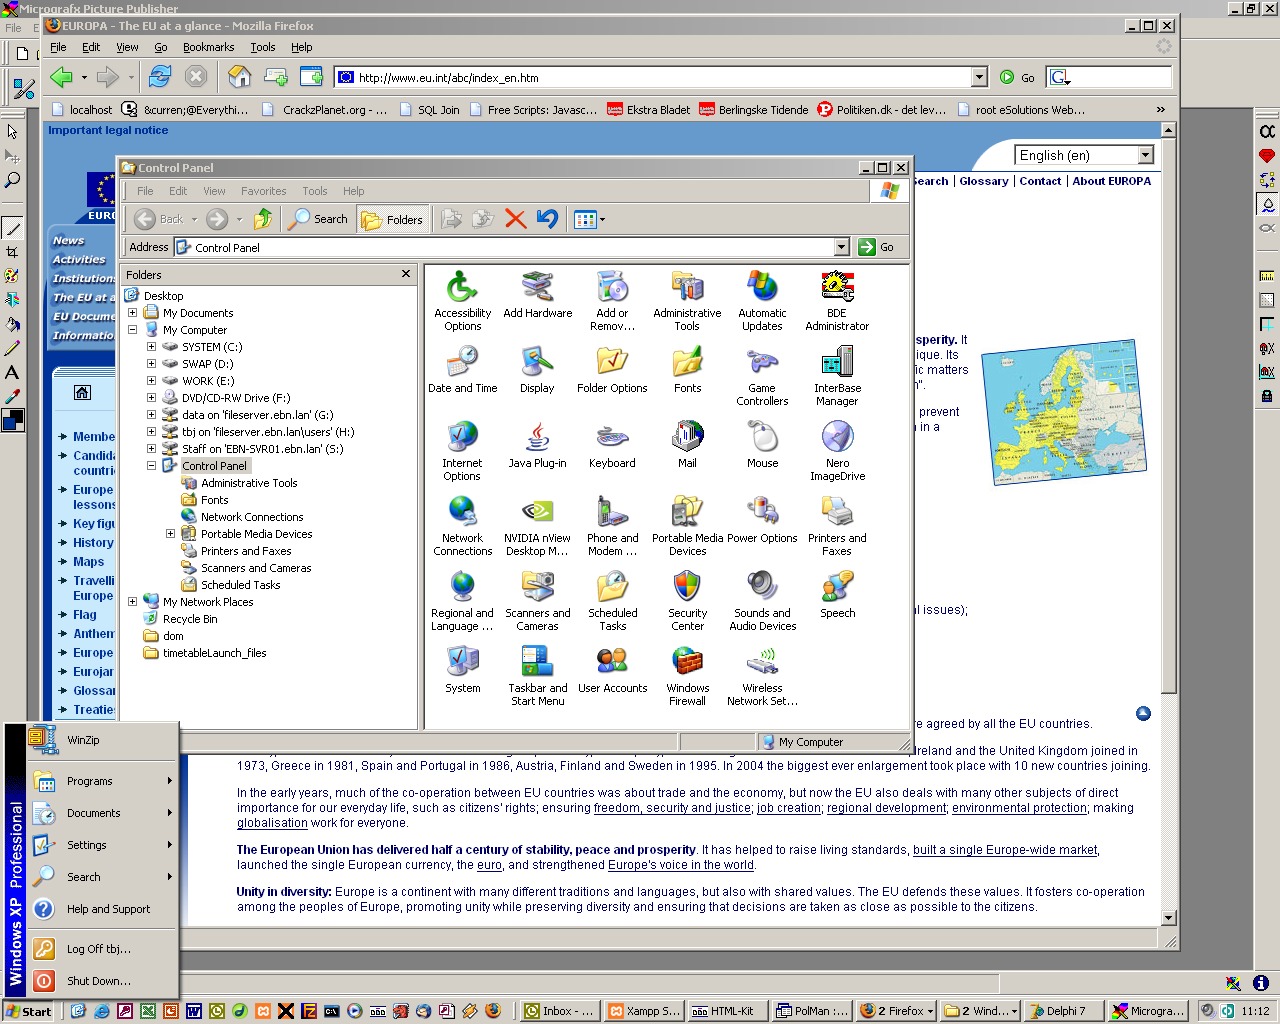 Micrografx Picture Publisher
File
EUROPA - The EU at a glance - Mozilla Firefox
File Edit View Go Bookmarks Tools Help
http://www.eu.int/abc/index_en.htm
Go
localhost &curren;@Everythi... CrackzPlanet.org - ... SQL Join Free Scripts: Javasc... Ekstra Bladet Berlingske Tidende Politiken.dk - det lev... root eSolutions Web... »
Important legal notice
English (en)
Search | Glossary | Contact | About EUROPA
News
Activities
Institutions
The EU at a
EU Docume
Information
Membe
Candid
countri
Europe
lesson
Key fig
History
Maps
Travelli
Europe
Flag
Anthem
Europe
Eurojar
Glossar
Treatie
Control Panel
File Edit View Favorites Tools Help
Back Search Folders
Address Control Panel Go
Folders
Desktop
My Documents
My Computer
SYSTEM (C:)
SWAP (D:)
WORK (E:)
DVD/CD-RW Drive (F:)
data on 'fileserver.ebn.lan' (G:)
tbj on 'fileserver.ebn.lan\users' (H:)
Staff on 'EBN-SVR01.ebn.lan' (S:)
Control Panel
Administrative Tools
Fonts
Network Connections
Portable Media Devices
Printers and Faxes
Scanners and Cameras
Scheduled Tasks
My Network Places
Recycle Bin
dom
timetableLaunch_files
Accessibility Options
Add Hardware
Add or Remov...
Administrative Tools
Automatic Updates
BDE Administrator
Date and Time
Display
Folder Options
Fonts
Game Controllers
InterBase Manager
Internet Options
Java Plug-in
Keyboard
Mail
Mouse
Nero ImageDrive
Network Connections
NVIDIA nView Desktop M...
Phone and Modem ...
Portable Media Devices
Power Options
Printers and Faxes
Regional and Language ...
Scanners and Cameras
Scheduled Tasks
Security Center
Sounds and Audio Devices
Speech
System
Taskbar and Start Menu
User Accounts
Windows Firewall
Wireless Network Set...
My Computer
sperity. It
ique. Its
ic matters
n".
prevent
n in a
l issues);
re agreed by all the EU countries.
Ireland and the United Kingdom joined in
1973, Greece in 1981, Spain and Portugal in 1986, Austria, Finland and Sweden in 1995. In 2004 the biggest ever enlargement took place with 10 new countries joining.
In the early years, much of the co-operation between EU countries was about trade and the economy, but now the EU also deals with many other subjects of direct
importance for our everyday life, such as citizens' rights; ensuring freedom, security and justice; job creation; regional development; environmental protection; making
globalisation work for everyone.
The European Union has delivered half a century of stability, peace and prosperity. It has helped to raise living standards, built a single Europe-wide market,
launched the single European currency, the euro, and strengthened Europe's voice in the world.
Unity in diversity: Europe is a continent with many different traditions and languages, but also with shared values. The EU defends these values. It fosters co-operation
among the peoples of Europe, promoting unity while preserving diversity and ensuring that decisions are taken as close as possible to the citizens.
Windows XP Professional
WinZip
Programs
Documents
Settings
Search
Help and Support
Log Off tbj...
Shut Down...
Start
Inbox - ... Xampp S... HTML-Kit PolMan :... 2 Firefox 2 Wind... Delphi 7 Microgra... 11:12